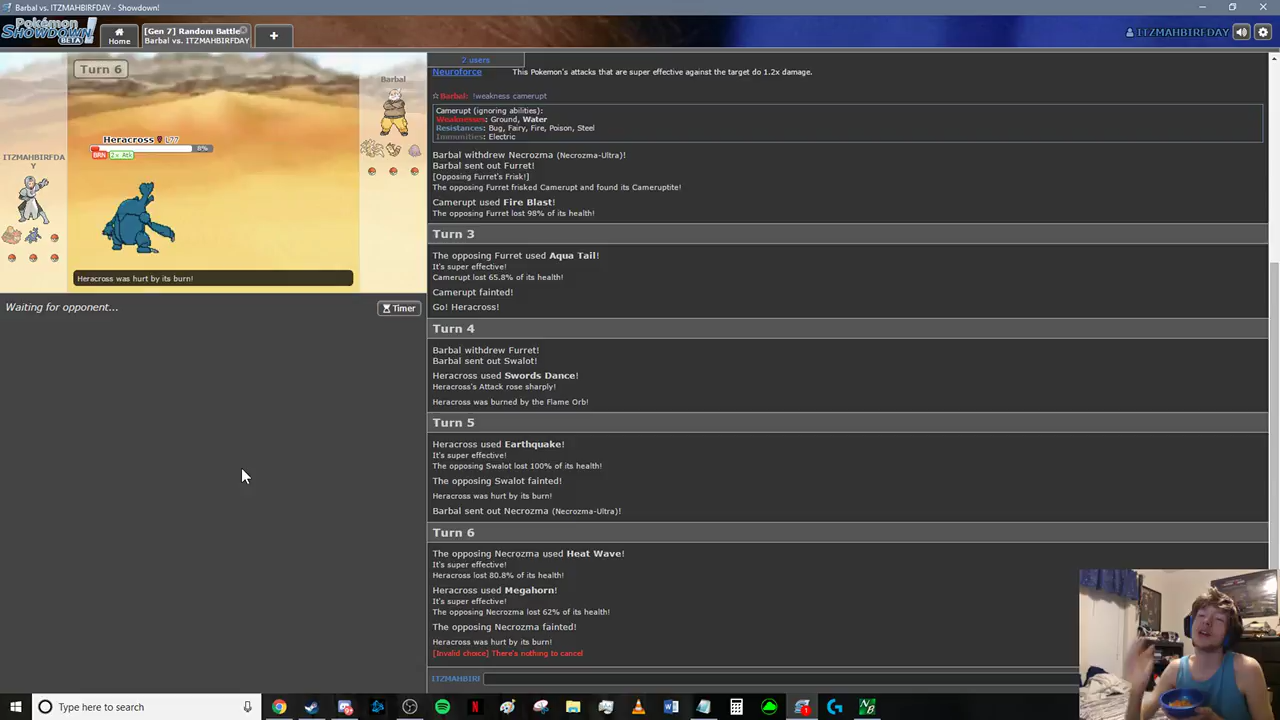 Barbal vs. ITZMAHBIRFDAY - Showdown!
Pokémon
SHOWDOWN
BETA
Home
[Gen 7] Random Battle
Barbal vs. ITZMAHBIRFDAY
+
ITZMAHBIRFDAY
Turn 6
Barbal
Heracross L77
8%
BRN 2x Atk
ITZMAHBIRFDA
Y
Heracross was hurt by its burn!
Waiting for opponent...
Timer
7 users
Neuroforce This Pokemon's attacks that are super effective against the target do 1.2x damage.
☆Barbal: !weakness camerupt
Camerupt (ignoring abilities):
Weaknesses: Ground, Water
Resistances: Bug, Fairy, Fire, Poison, Steel
Immunities: Electric
Barbal withdrew Necrozma (Necrozma-Ultra)!
Barbal sent out Furret!
[Opposing Furret's Frisk!]
The opposing Furret frisked Camerupt and found its Cameruptite!
Camerupt used Fire Blast!
The opposing Furret lost 98% of its health!
Turn 3
The opposing Furret used Aqua Tail!
It's super effective!
Camerupt lost 65.8% of its health!
Camerupt fainted!
Go! Heracross!
Turn 4
Barbal withdrew Furret!
Barbal sent out Swalot!
Heracross used Swords Dance!
Heracross's Attack rose sharply!
Heracross was burned by the Flame Orb!
Turn 5
Heracross used Earthquake!
It's super effective!
The opposing Swalot lost 100% of its health!
The opposing Swalot fainted!
Heracross was hurt by its burn!
Barbal sent out Necrozma (Necrozma-Ultra)!
Turn 6
The opposing Necrozma used Heat Wave!
It's super effective!
Heracross lost 80.8% of its health!
Heracross used Megahorn!
It's super effective!
The opposing Necrozma lost 62% of its health!
The opposing Necrozma fainted!
Heracross was hurt by its burn!
[Invalid choice] There's nothing to cancel
ITZMAHBIRF
Type here to search